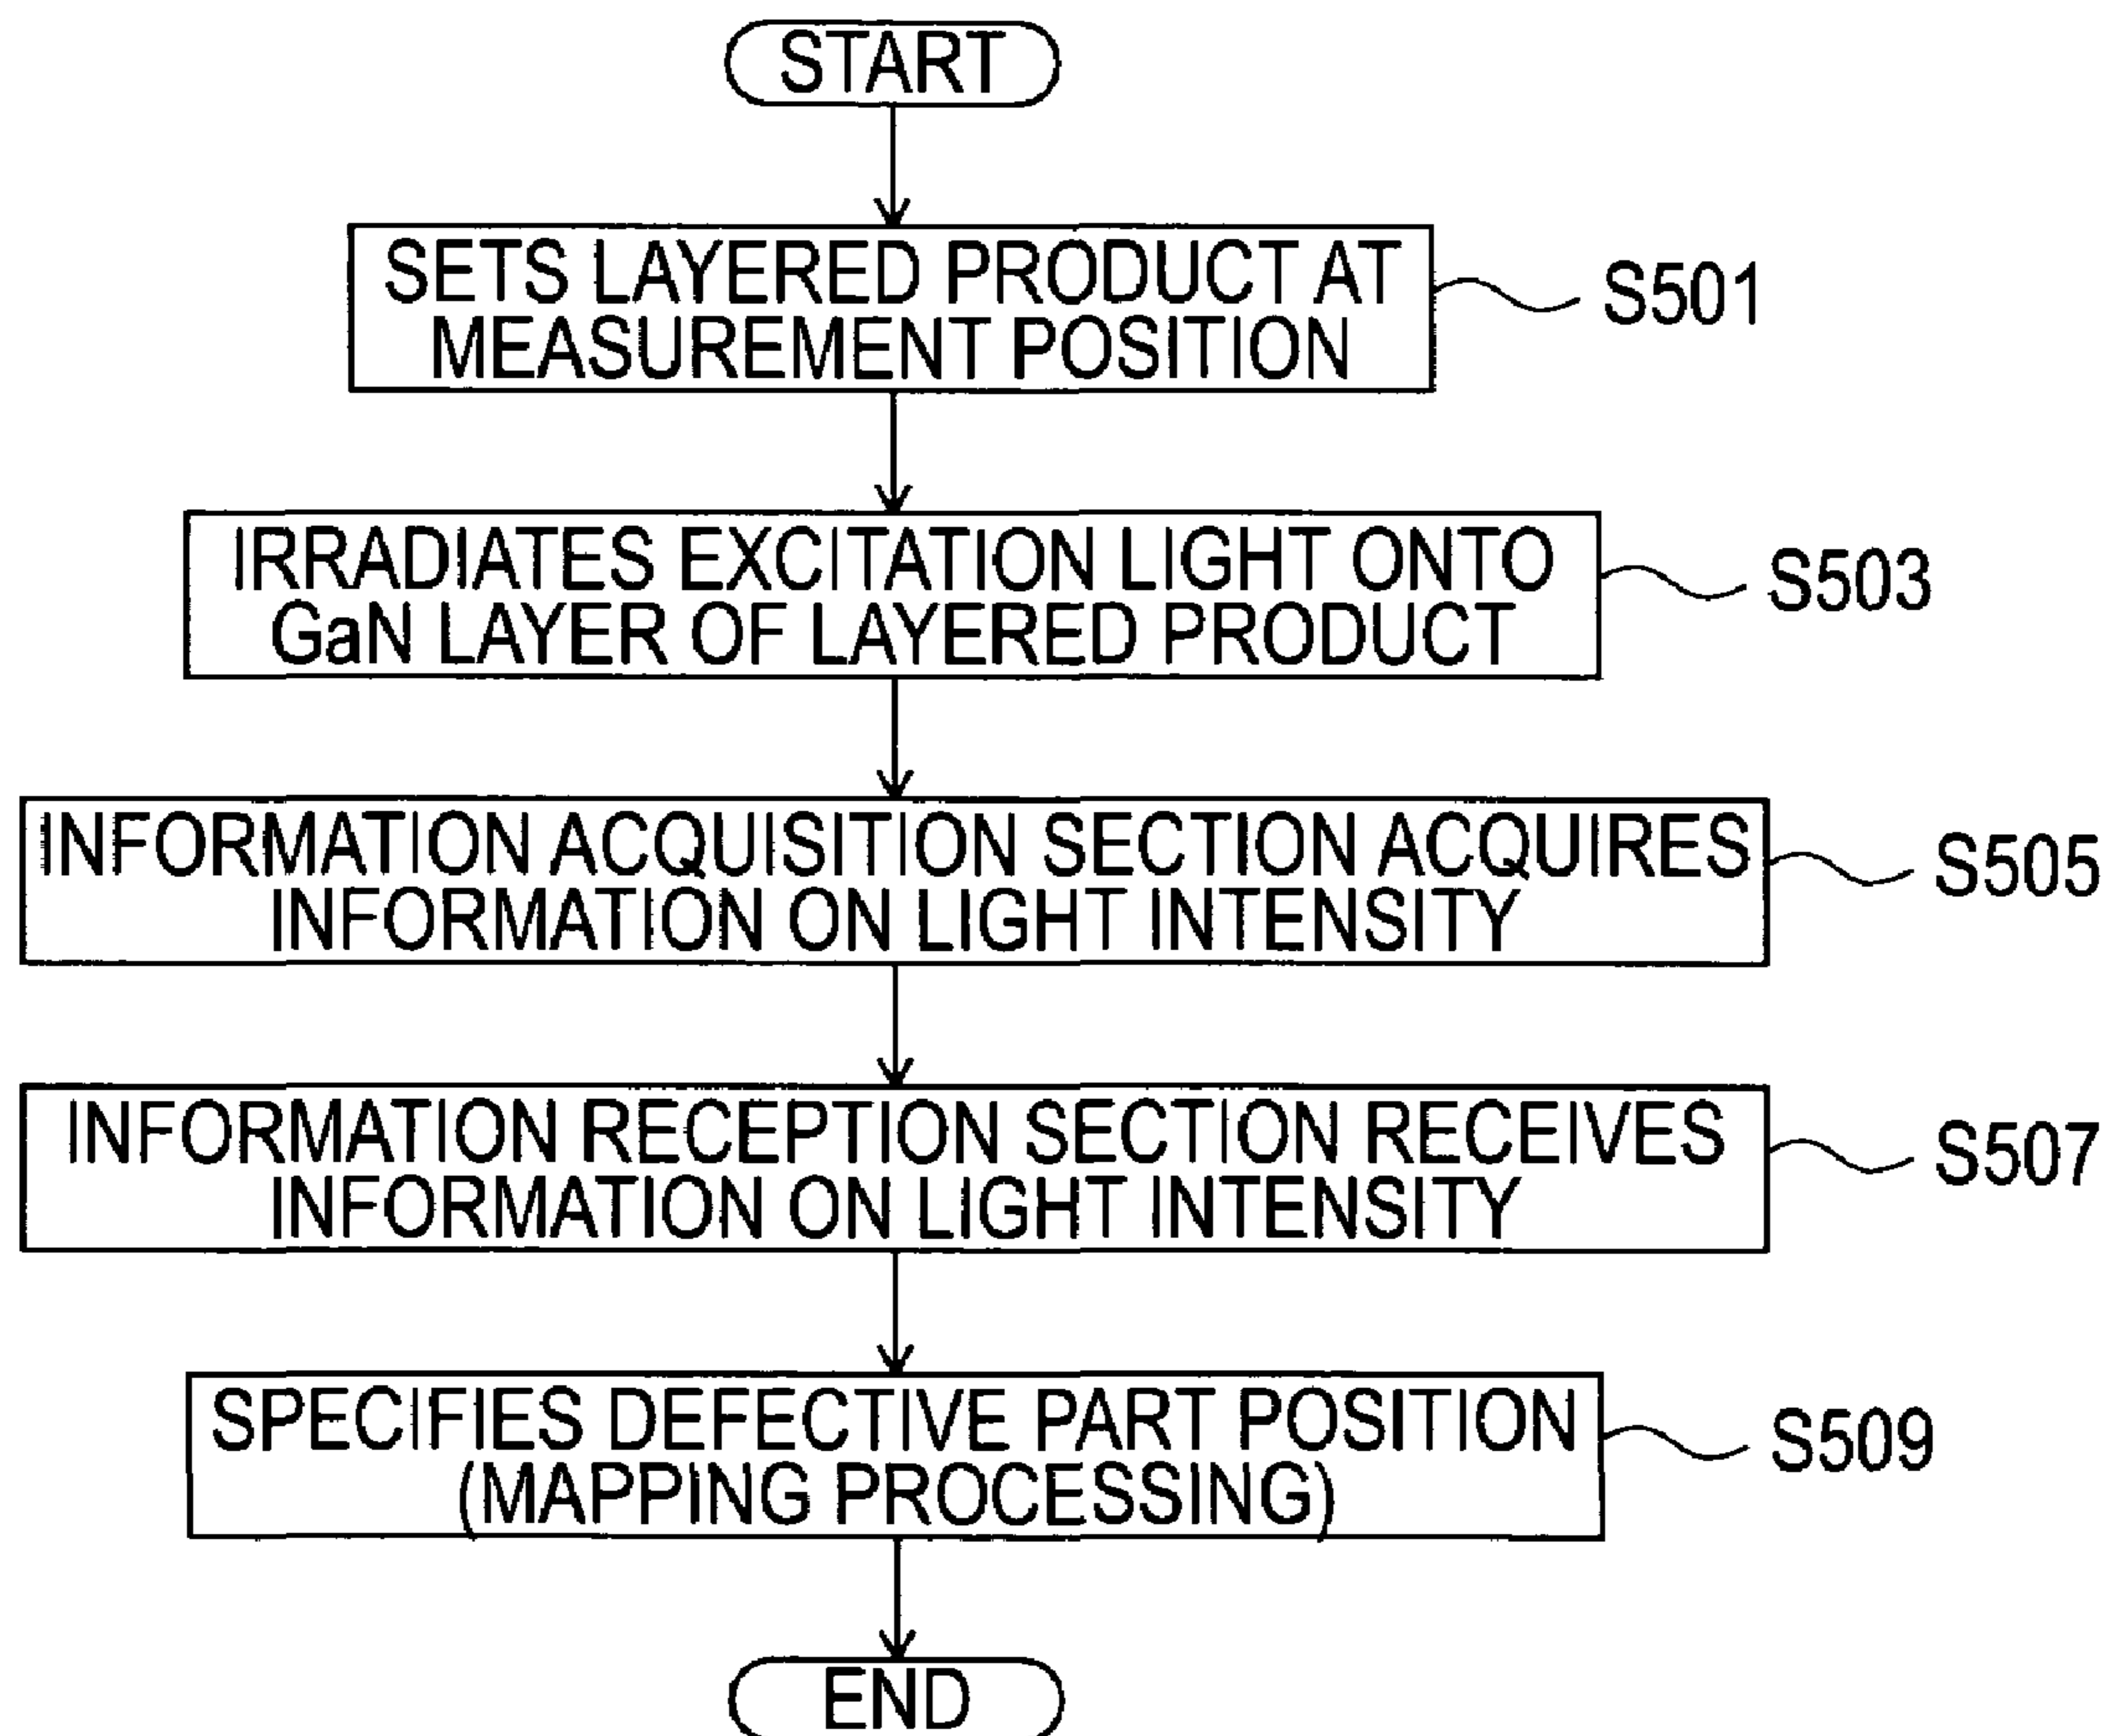 START
SETS LAYERED PRODUCT AT
MEASUREMENT POSITION
S501
IRRADIATES EXCITATION LIGHT ONTO
GaN LAYER OF LAYERED PRODUCT
S503
INFORMATION ACQUISITION SECTION ACQUIRES
INFORMATION ON LIGHT INTENSITY
S505
INFORMATION RECEPTION SECTION RECEIVES
INFORMATION ON LIGHT INTENSITY
S507
SPECIFIES DEFECTIVE PART POSITION
(MAPPING PROCESSING)
S509
END